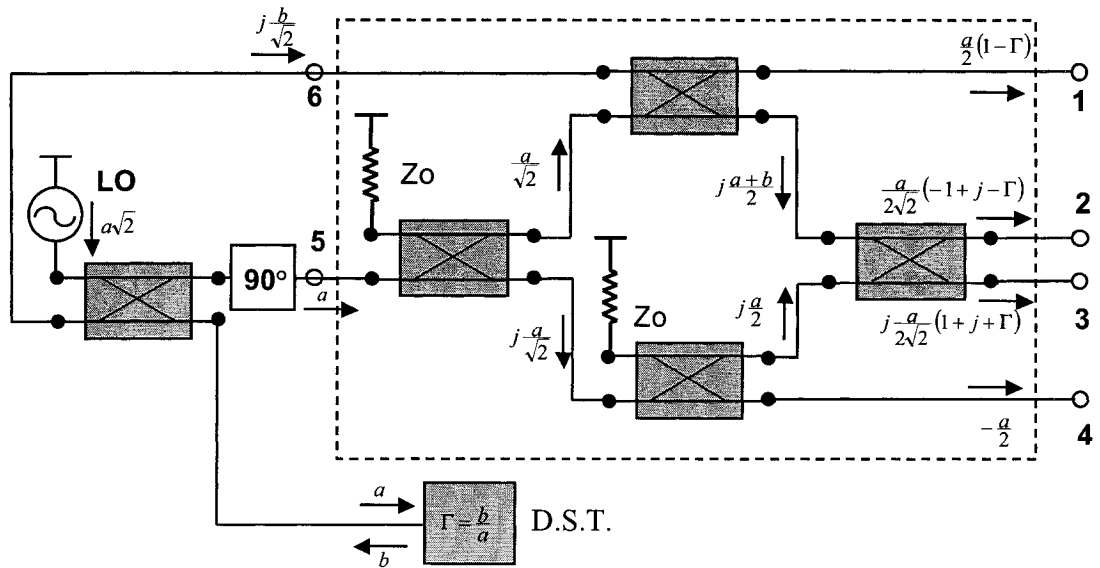 j b/√2
6
a/2 (1−Γ)
1
Zo
a/√2
j (a+b)/2
a/(2√2) (−1+j−Γ)
2
LO
a√2
5
90°
a
Zo
j a/2
3
j a/√2
j a/(2√2) (1+j+Γ)
−a/2
4
a
Γ = b/a
D.S.T.
b